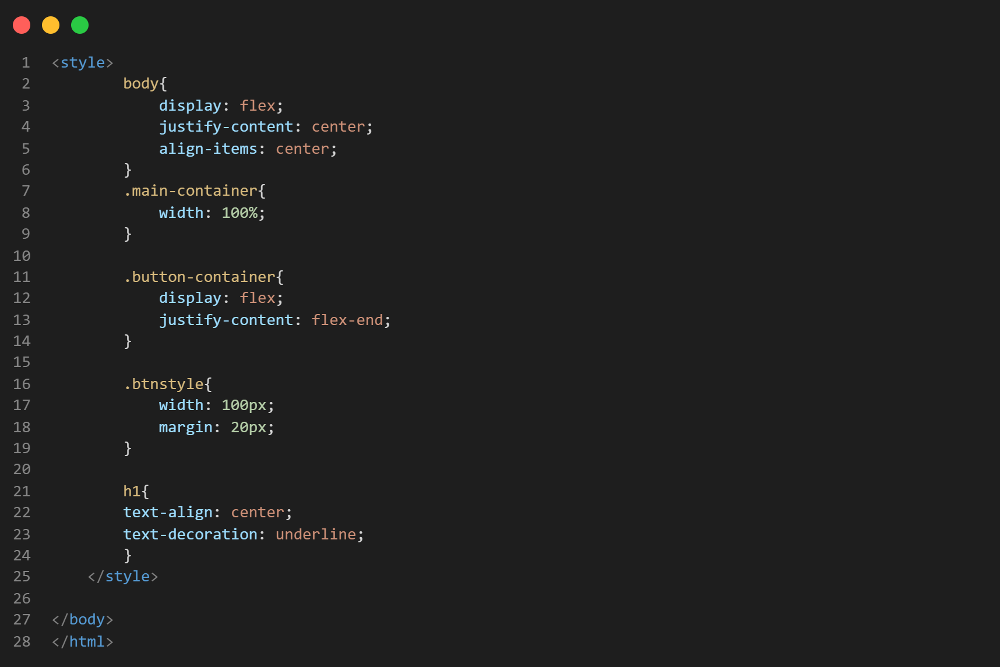 1 <style>
2 body{
3 display: flex;
4 justify-content: center;
5 align-items: center;
6 }
7 .main-container{
8 width: 100%;
9 }
10
11 .button-container{
12 display: flex;
13 justify-content: flex-end;
14 }
15
16 .btnstyle{
17 width: 100px;
18 margin: 20px;
19 }
20
21 h1{
22 text-align: center;
23 text-decoration: underline;
24 }
25 </style>
26
27 </body>
28 </html>